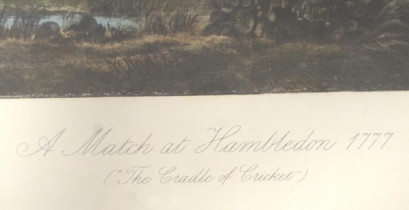 A Match at Hambledon 1777
("The Cradle of Cricket")